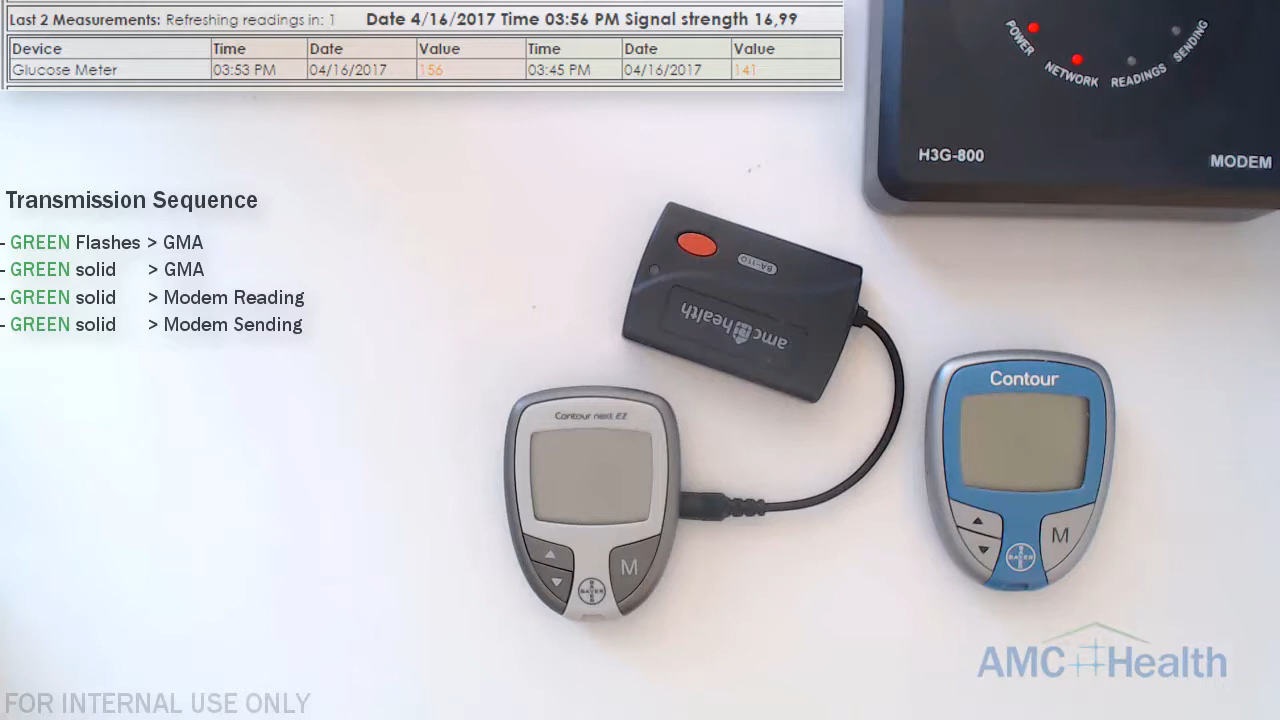 Last 2 Measurements: Refreshing readings in: 1 Date 4/16/2017 Time 03:56 PM Signal strength 16,99
Device Time Date Value Time Date Value
Glucose Meter 03:53 PM 04/16/2017 156 03:45 PM 04/16/2017 141
POWER NETWORK READINGS SENDING
H3G-800 MODEM
Transmission Sequence
- GREEN Flashes > GMA
- GREEN solid > GMA
- GREEN solid > Modem Reading
- GREEN solid > Modem Sending
BA-110
amc health
Contour next EZ
M
BAYER
Contour
M
BAYER
AMC Health
FOR INTERNAL USE ONLY